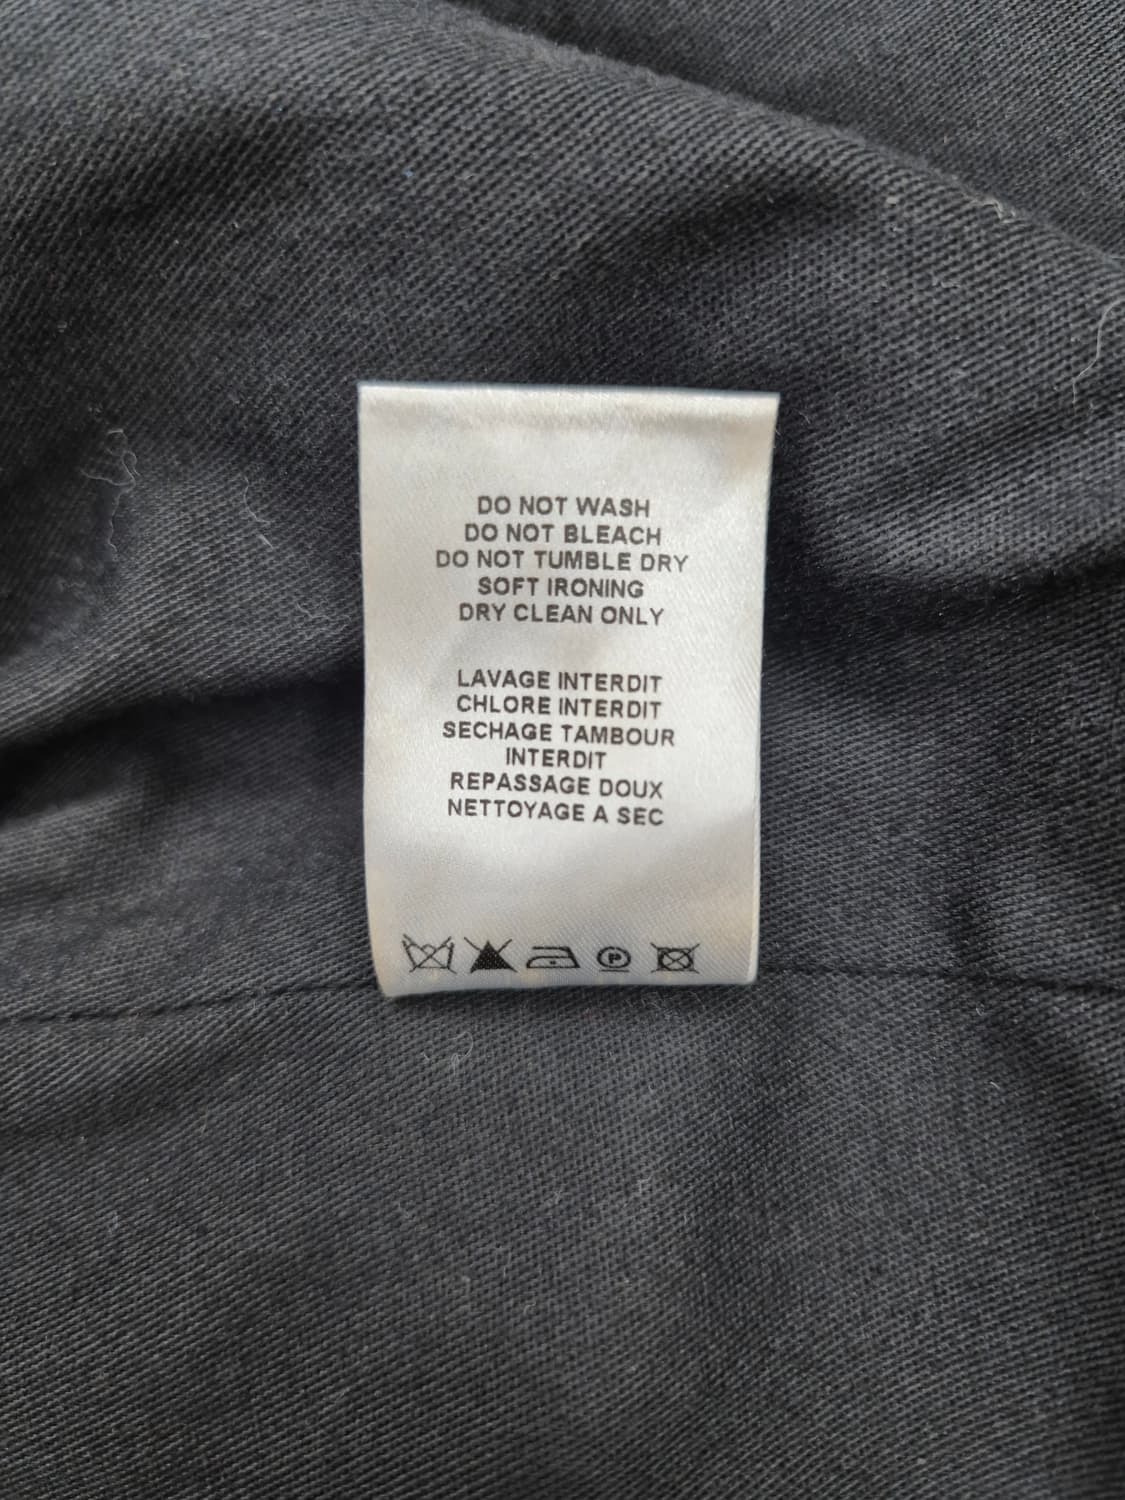 DO NOT WASH
DO NOT BLEACH
DO NOT TUMBLE DRY
SOFT IRONING
DRY CLEAN ONLY
LAVAGE INTERDIT
CHLORE INTERDIT
SECHAGE TAMBOUR
INTERDIT
REPASSAGE DOUX
NETTOYAGE A SEC
P